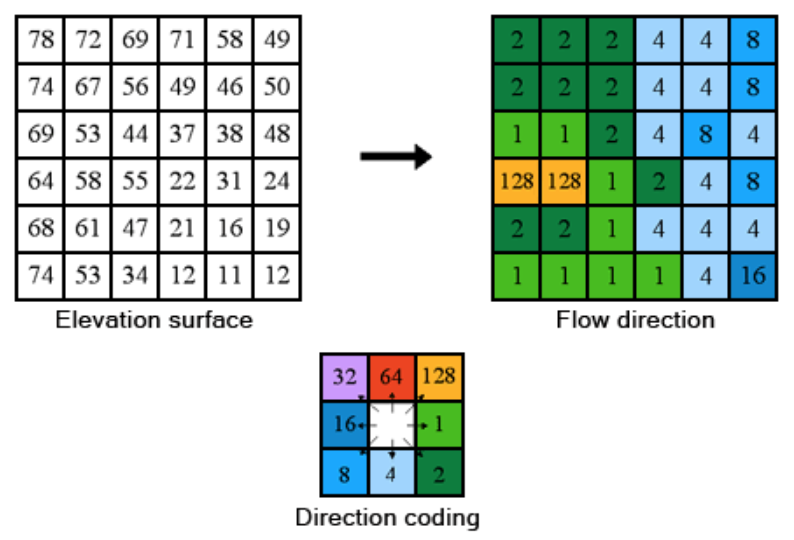 78 72 69 71 58 49 2 2 2 4 4 8
74 67 56 49 46 50 2 2 2 4 4 8
69 53 44 37 38 48 1 1 2 4 8 4
64 58 55 22 31 24 128 128 1 2 4 8
68 61 47 21 16 19 2 2 1 4 4 4
74 53 34 12 11 12 1 1 1 1 4 16
Elevation surface Flow direction
32 64 128
16 1
8 4 2
Direction coding